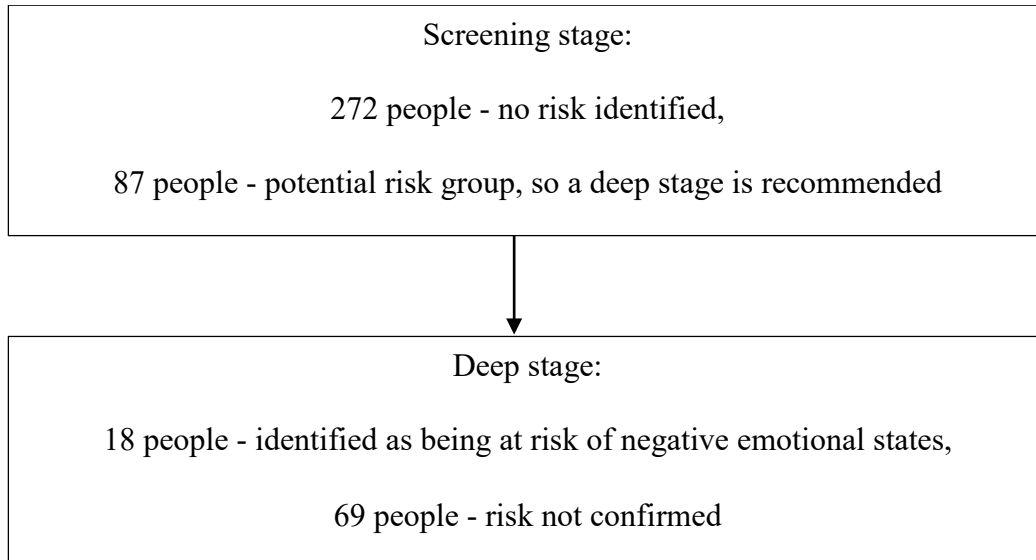 Screening stage:
272 people - no risk identified,
87 people - potential risk group, so a deep stage is recommended
Deep stage:
18 people - identified as being at risk of negative emotional states,
69 people - risk not confirmed